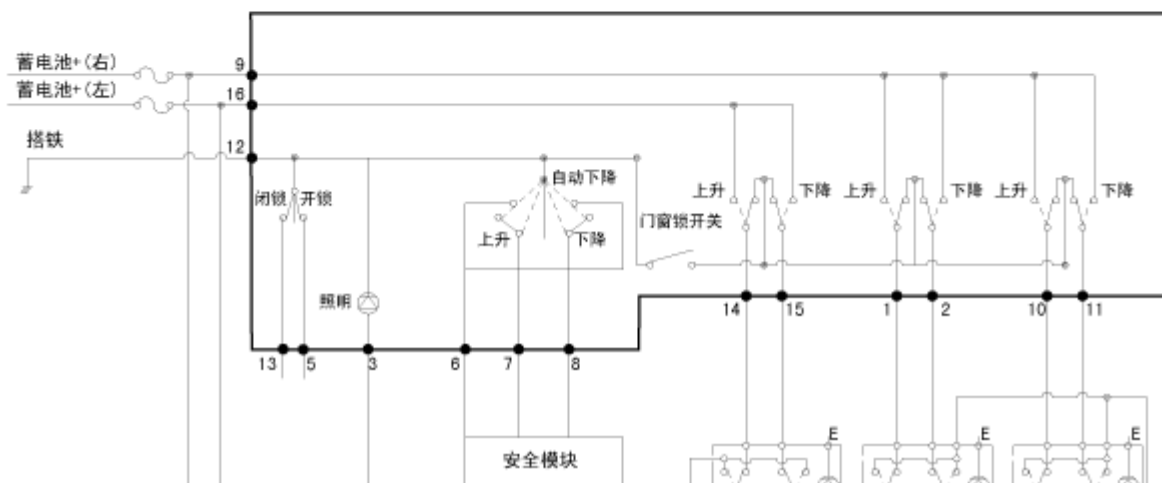 蓄电池+(右)
9
蓄电池+(左)
16
搭铁
12
自动下降
闭锁 开锁
上升 下降
上升 下降
上升 下降
上升 下降
门窗锁开关
照明
14 15 1 2 10 11
13 5 3 6 7 8
E E E
安全模块